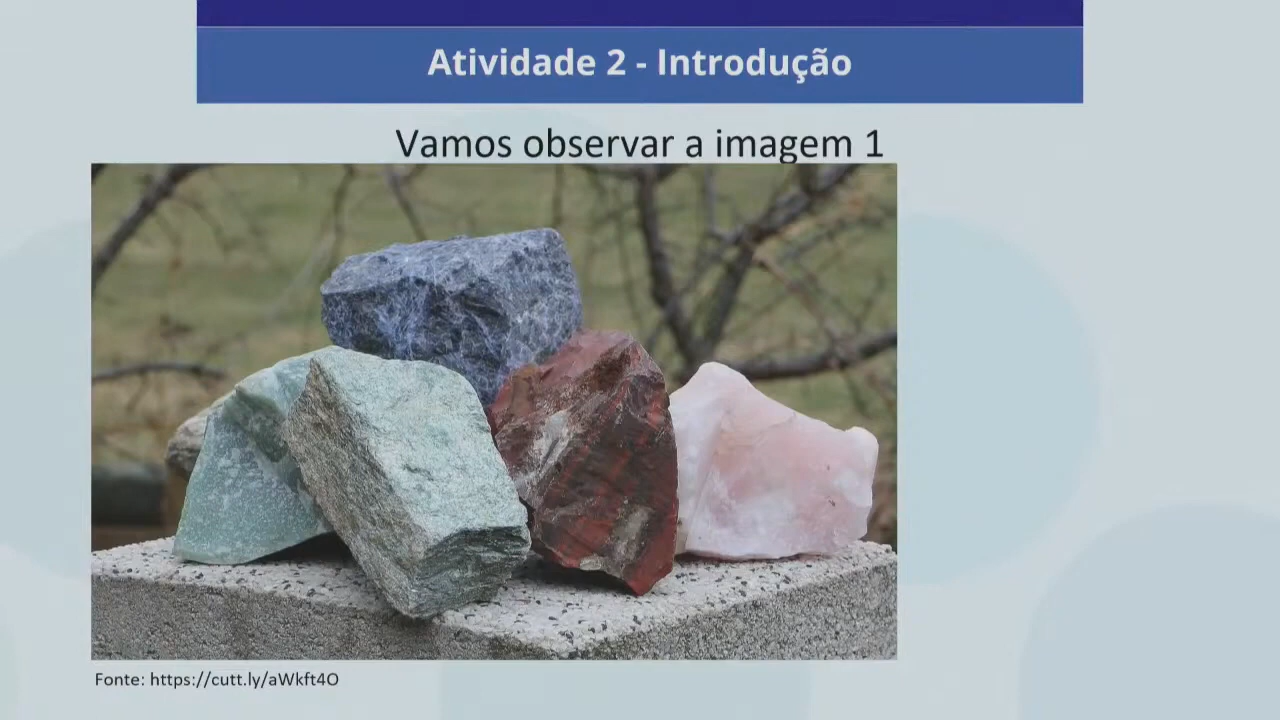 Atividade 2 - Introdução
Vamos observar a imagem 1
Fonte: https://cutt.ly/aWkft4O